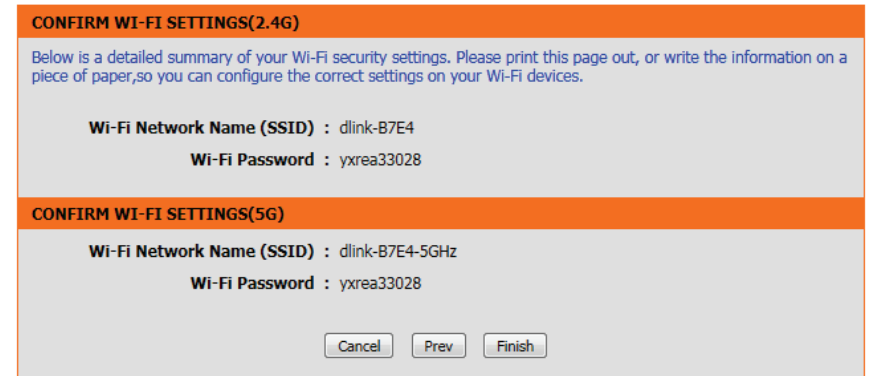 CONFIRM WI-FI SETTINGS(2.4G)
Below is a detailed summary of your Wi-Fi security settings. Please print this page out, or write the information on a
piece of paper,so you can configure the correct settings on your Wi-Fi devices.
Wi-Fi Network Name (SSID) : dlink-B7E4
Wi-Fi Password : yxrea33028
CONFIRM WI-FI SETTINGS(5G)
Wi-Fi Network Name (SSID) : dlink-B7E4-5GHz
Wi-Fi Password : yxrea33028
Cancel Prev Finish